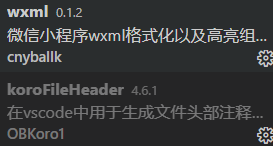 wxml 0.1.2
微信小程序wxml格式化以及高亮组...
cnyballk
koroFileHeader 4.6.1
在vscode中用于生成文件头部注释...
OBKoro1